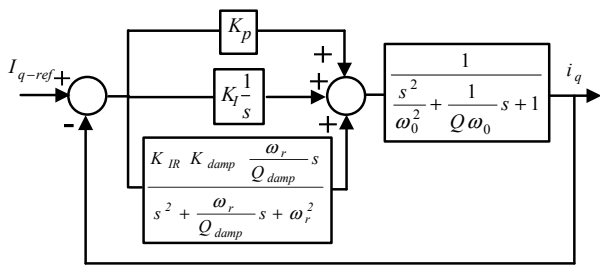 K_p
I_{q-ref}
+
-
K_I \frac{1}{s}
+
+
+
\frac{1}{\frac{s^2}{\omega_0^2} + \frac{1}{Q \omega_0} s + 1}
i_q
\frac{K_{IR} K_{damp} \frac{\omega_r}{Q_{damp}} s}{s^2 + \frac{\omega_r}{Q_{damp}} s + \omega_r^2}